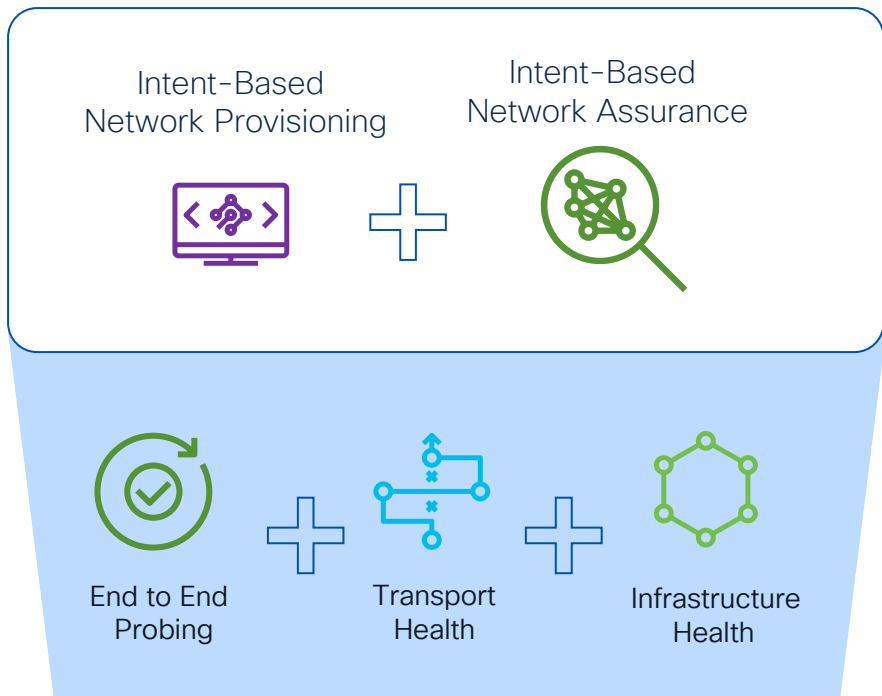 Intent-Based
Network Provisioning
Intent-Based
Network Assurance
End to End
Probing
Transport
Health
Infrastructure
Health